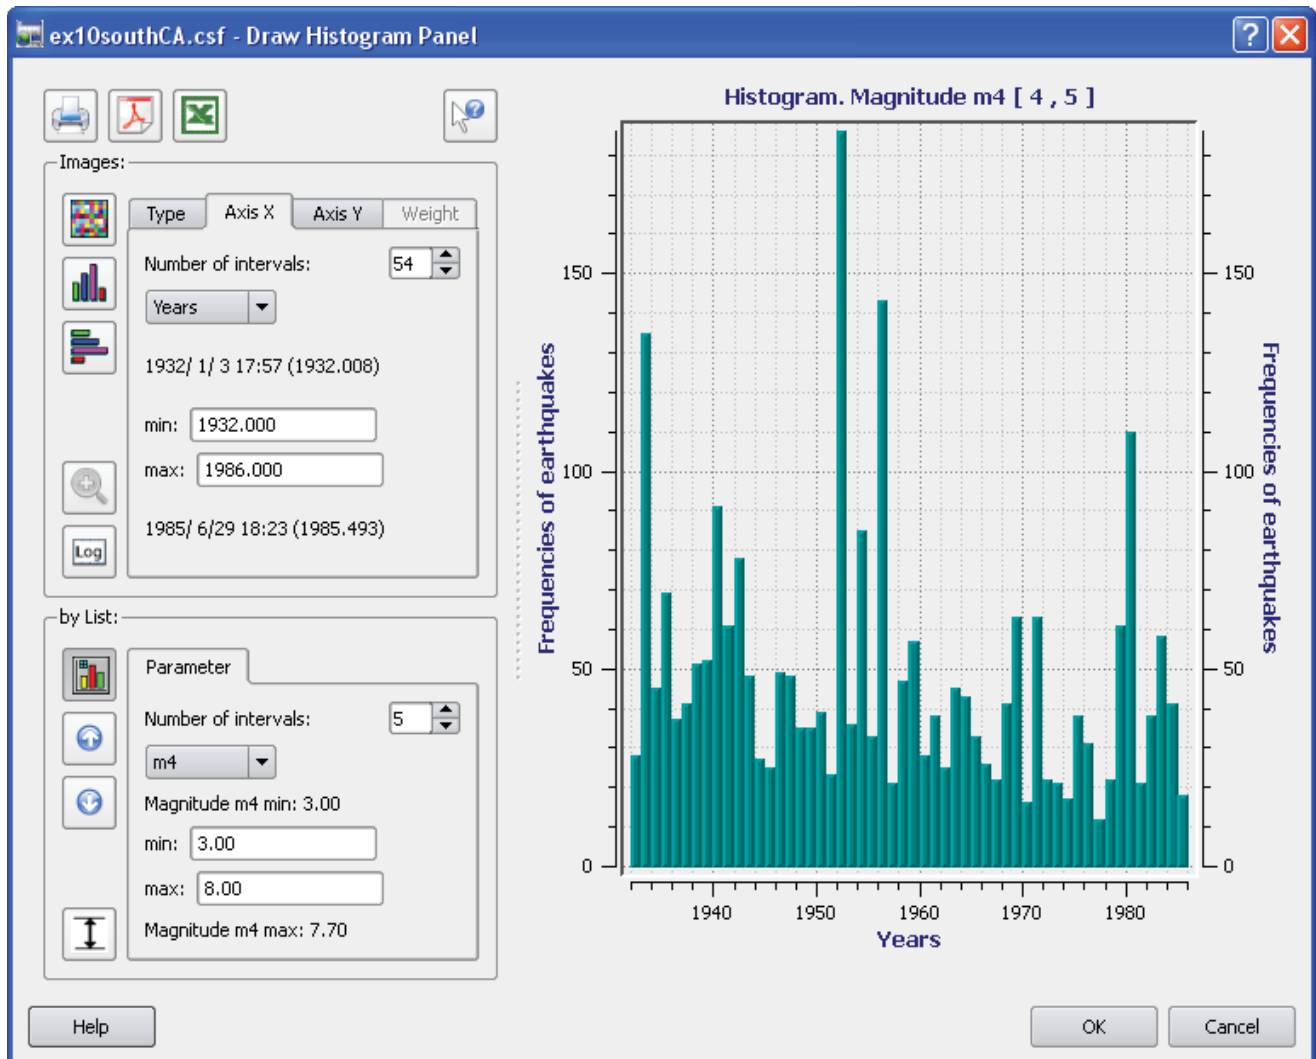 ex10southCA.csf - Draw Histogram Panel
Images:
Type Axis X Axis Y Weight
Number of intervals: 54
Years
1932/ 1/ 3 17:57 (1932.008)
min: 1932.000
max: 1986.000
1985/ 6/29 18:23 (1985.493)
Log
by List:
Parameter
Number of intervals: 5
m4
Magnitude m4 min: 3.00
min: 3.00
max: 8.00
Magnitude m4 max: 7.70
Help
Histogram. Magnitude m4 [ 4 , 5 ]
Frequencies of earthquakes
150
100
50
0
150
100
50
0
Frequencies of earthquakes
1940 1950 1960 1970 1980
Years
OK Cancel